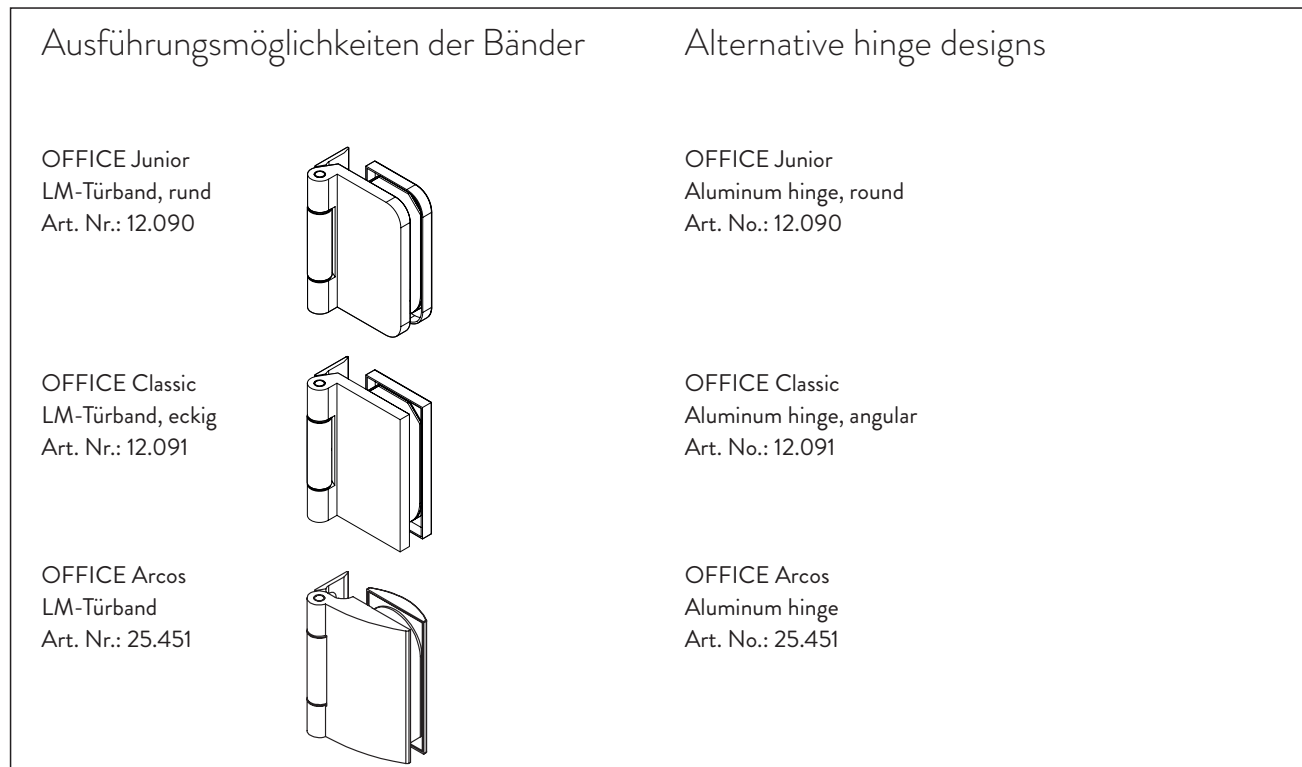 Ausführungsmöglichkeiten der Bänder
Alternative hinge designs
OFFICE Junior
LM-Türband, rund
Art. Nr.: 12.090
OFFICE Junior
Aluminum hinge, round
Art. No.: 12.090
OFFICE Classic
LM-Türband, eckig
Art. Nr.: 12.091
OFFICE Classic
Aluminum hinge, angular
Art. No.: 12.091
OFFICE Arcos
LM-Türband
Art. Nr.: 25.451
OFFICE Arcos
Aluminum hinge
Art. No.: 25.451